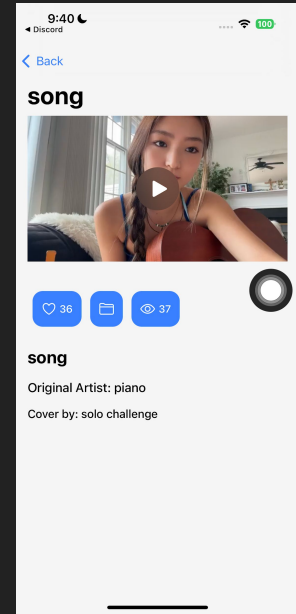 9:40
◀ Discord
100
Back
song
36
37
song
Original Artist: piano
Cover by: solo challenge